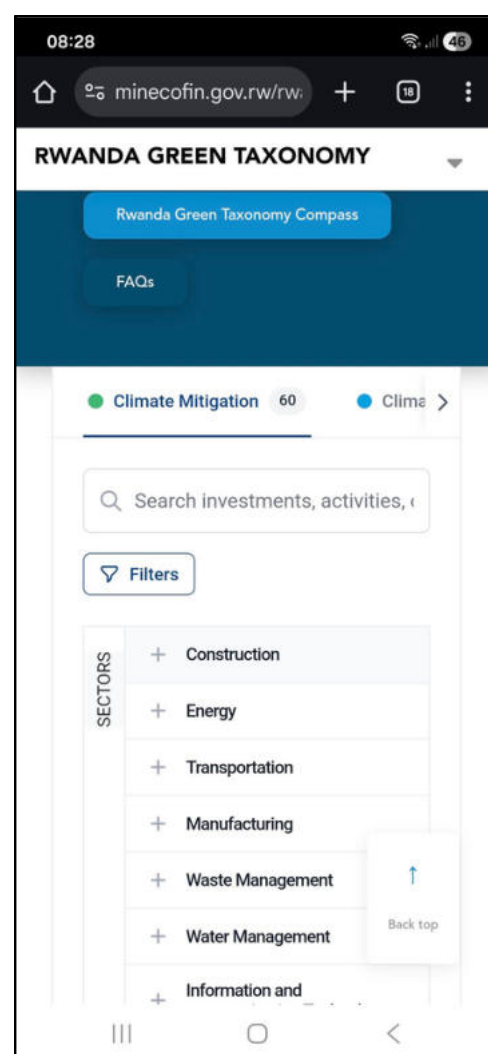 08:28
46
minecofin.gov.rw/rw
18
RWANDA GREEN TAXONOMY
Rwanda Green Taxonomy Compass
FAQs
Climate Mitigation 60
Clima
Search investments, activities,
Filters
SECTORS
Construction
Energy
Transportation
Manufacturing
Waste Management
Water Management
Information and
↑
Back top